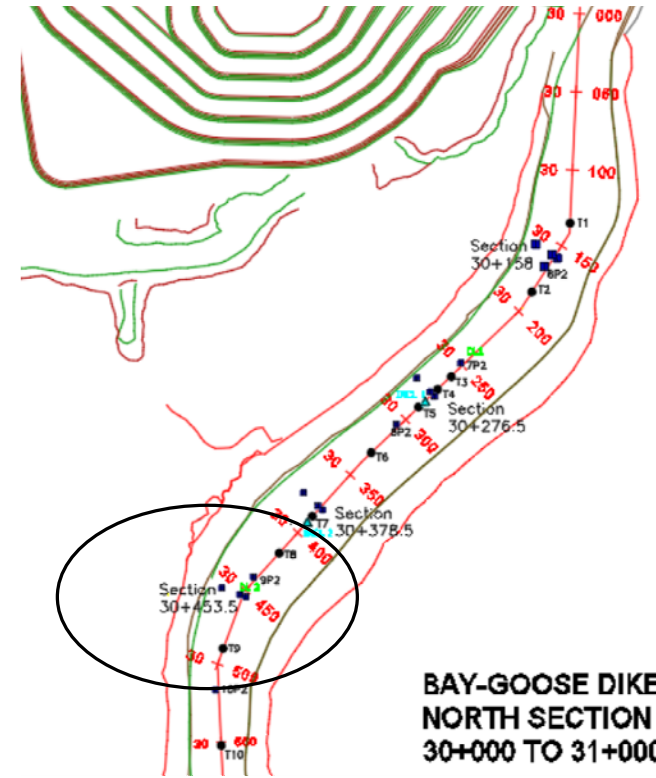 30 000
30 050
30 100
T1
30 150
Section
30+158
8P2
T2
30 200
30 250
7P2
T3
T4
T5
Section
30+276.5
30 300
T6
30 350
T7
Section
30+378.5
400
T8
9P2
Section
30+453.5
30 450
T9
30 500
10P2
30
T10
BAY-GOOSE DIKE
NORTH SECTION
30+000 TO 31+000